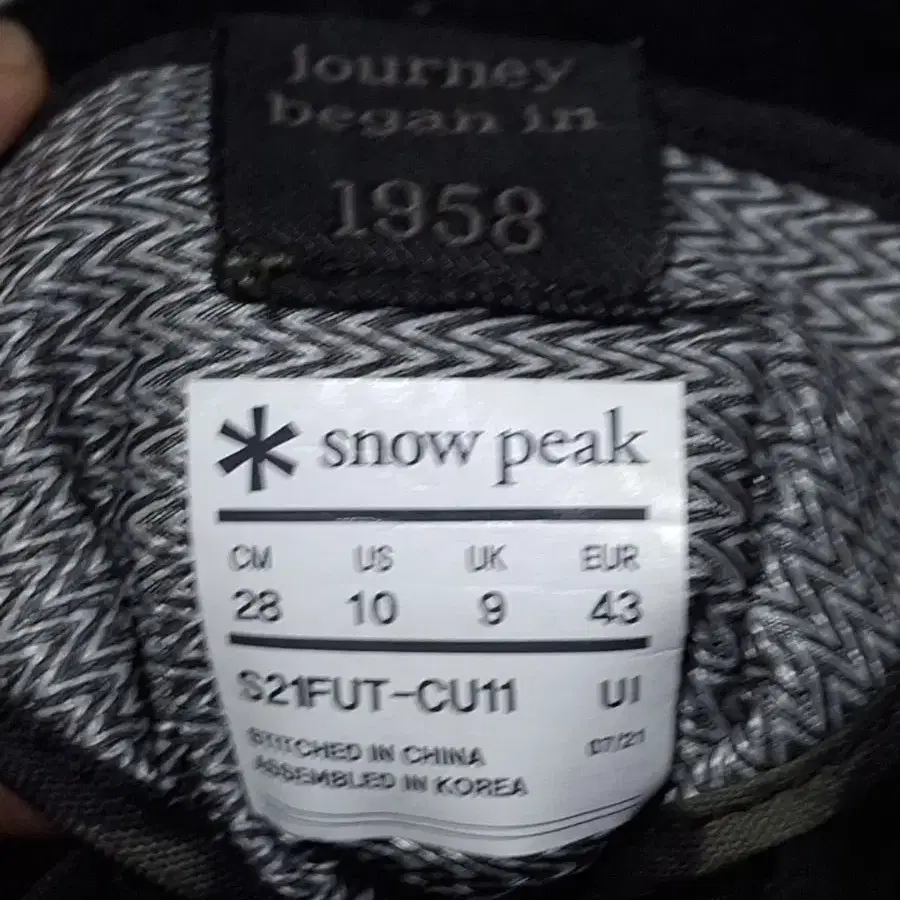 journey
began in
1958
snow peak
CM US UK EUR
28 10 9 43
S21FUT-CU11 UI
STITCHED IN CHINA 07/21
ASSEMBLED IN KOREA